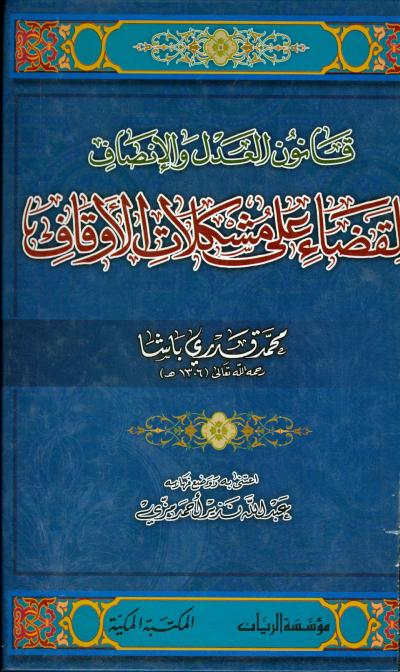 قانون العدل والإنصاف
لقضاء على مشكلات الأوقاف
محمد قدري باشا
رحمه الله تعالى (١٣٠٦ هـ)
اعتنى به ووضع فهارسه
عبد الله نذير أحمد مزي
مؤسسة الريان المكتبة المكية